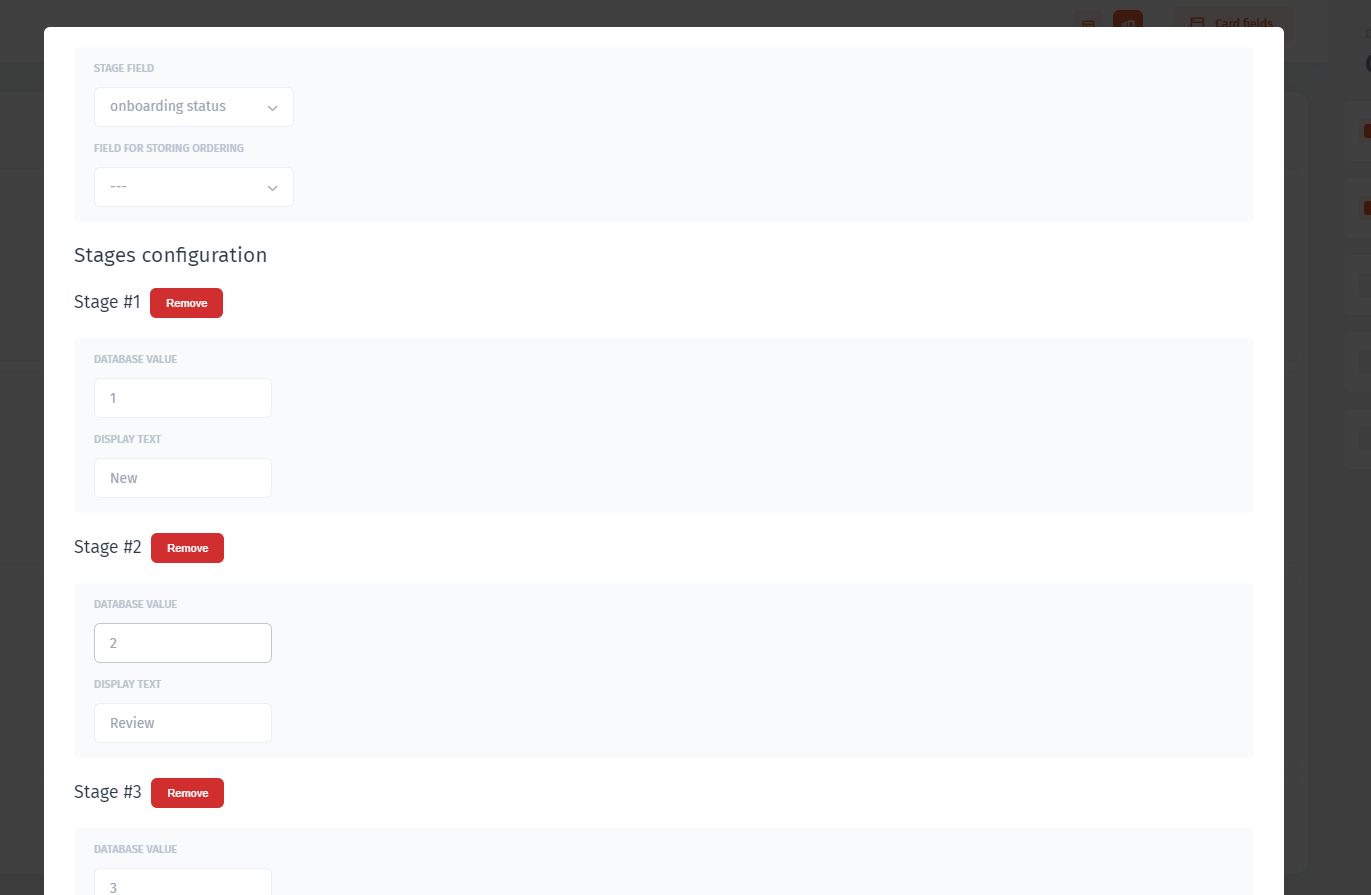 Card fields
STAGE FIELD
onboarding status
FIELD FOR STORING ORDERING
---
Stages configuration
Stage #1 Remove
DATABASE VALUE
1
DISPLAY TEXT
New
Stage #2 Remove
DATABASE VALUE
2
DISPLAY TEXT
Review
Stage #3 Remove
DATABASE VALUE
3